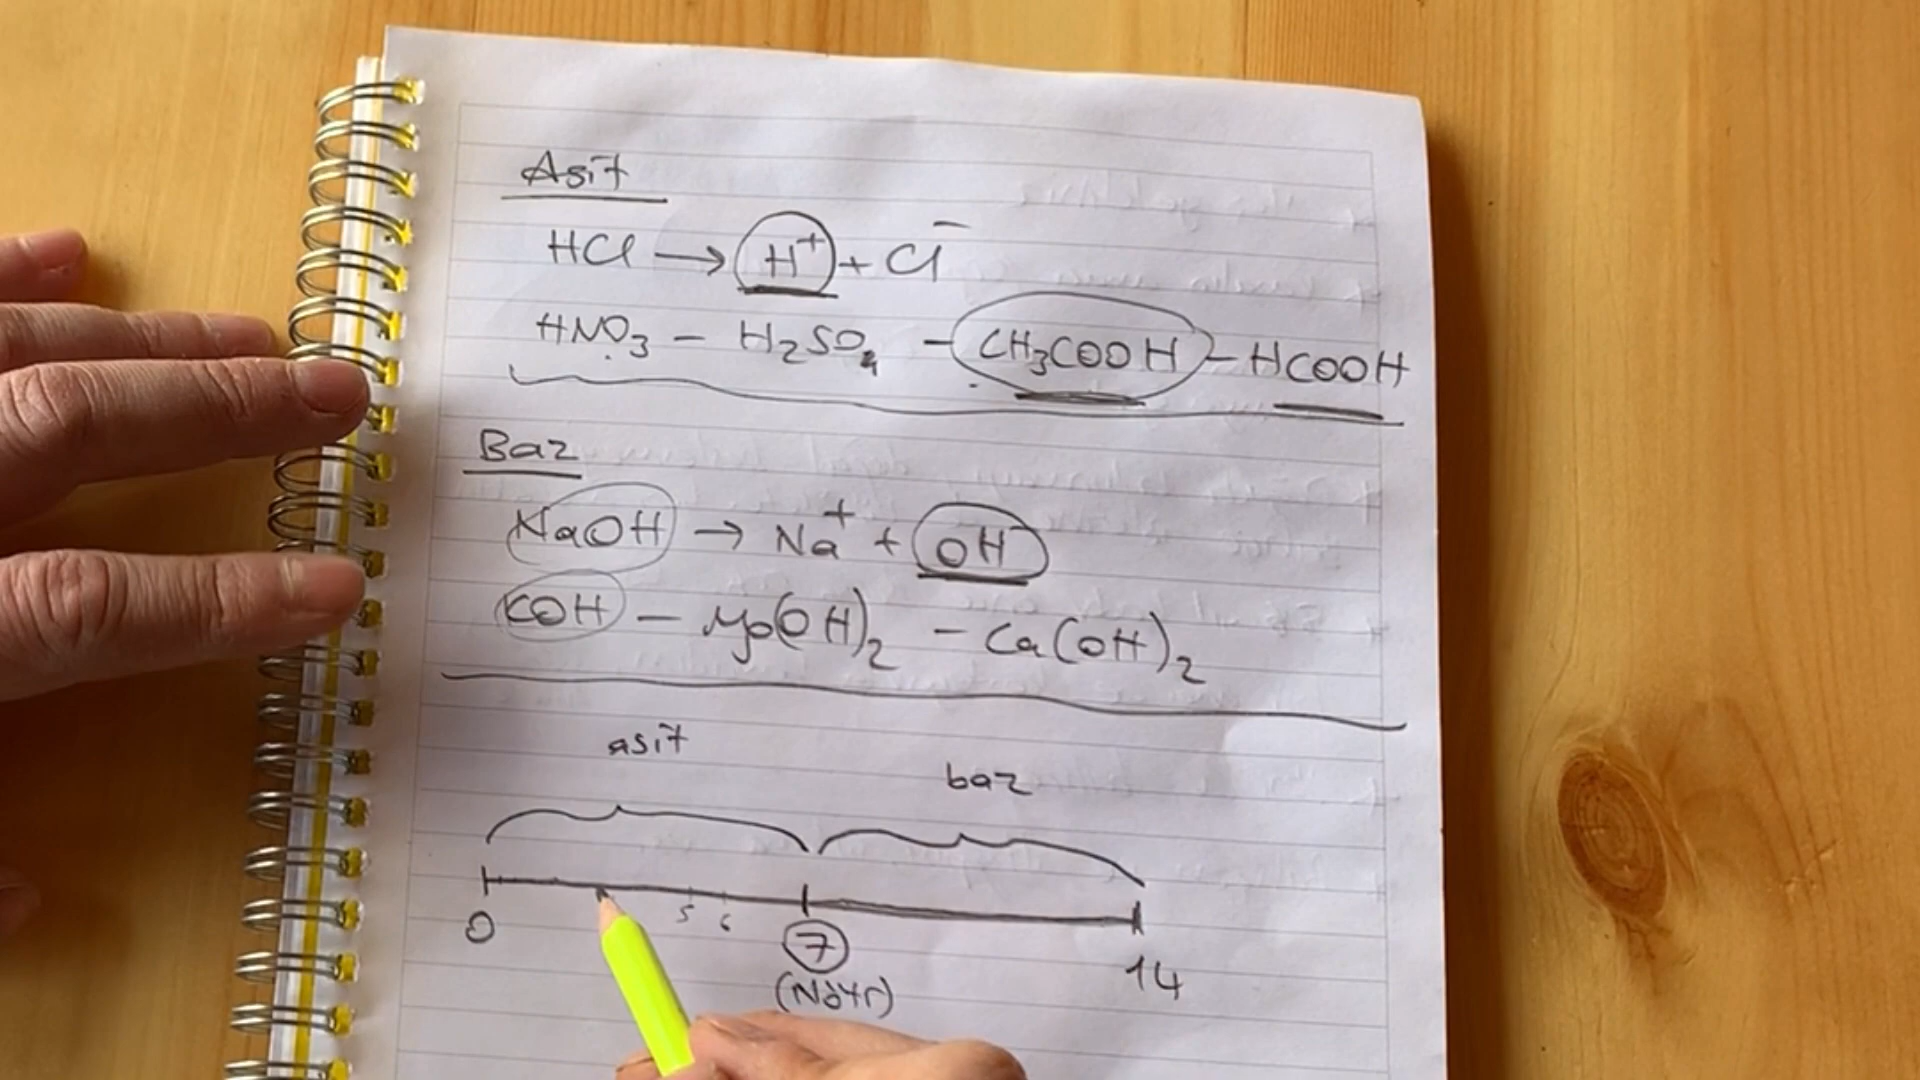 Asit
HCl → H⁺ + Cl⁻
HNO₃ – H₂SO₄ – CH₃COOH – HCOOH
Baz
NaOH → Na⁺ + OH⁻
KOH – Mg(OH)₂ – Ca(OH)₂
asit
baz
0 5 6 7 14
(Nötr)